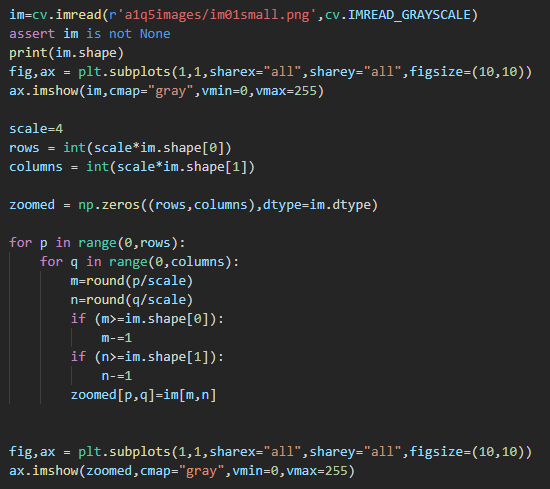 im=cv.imread(r'a1q5images/im01small.png',cv.IMREAD_GRAYSCALE)
assert im is not None
print(im.shape)
fig,ax = plt.subplots(1,1,sharex="all",sharey="all",figsize=(10,10))
ax.imshow(im,cmap="gray",vmin=0,vmax=255)

scale=4
rows = int(scale*im.shape[0])
columns = int(scale*im.shape[1])

zoomed = np.zeros((rows,columns),dtype=im.dtype)

for p in range(0,rows):
    for q in range(0,columns):
        m=round(p/scale)
        n=round(q/scale)
        if (m>=im.shape[0]):
            m-=1
        if (n>=im.shape[1]):
            n-=1
        zoomed[p,q]=im[m,n]


fig,ax = plt.subplots(1,1,sharex="all",sharey="all",figsize=(10,10))
ax.imshow(zoomed,cmap="gray",vmin=0,vmax=255)